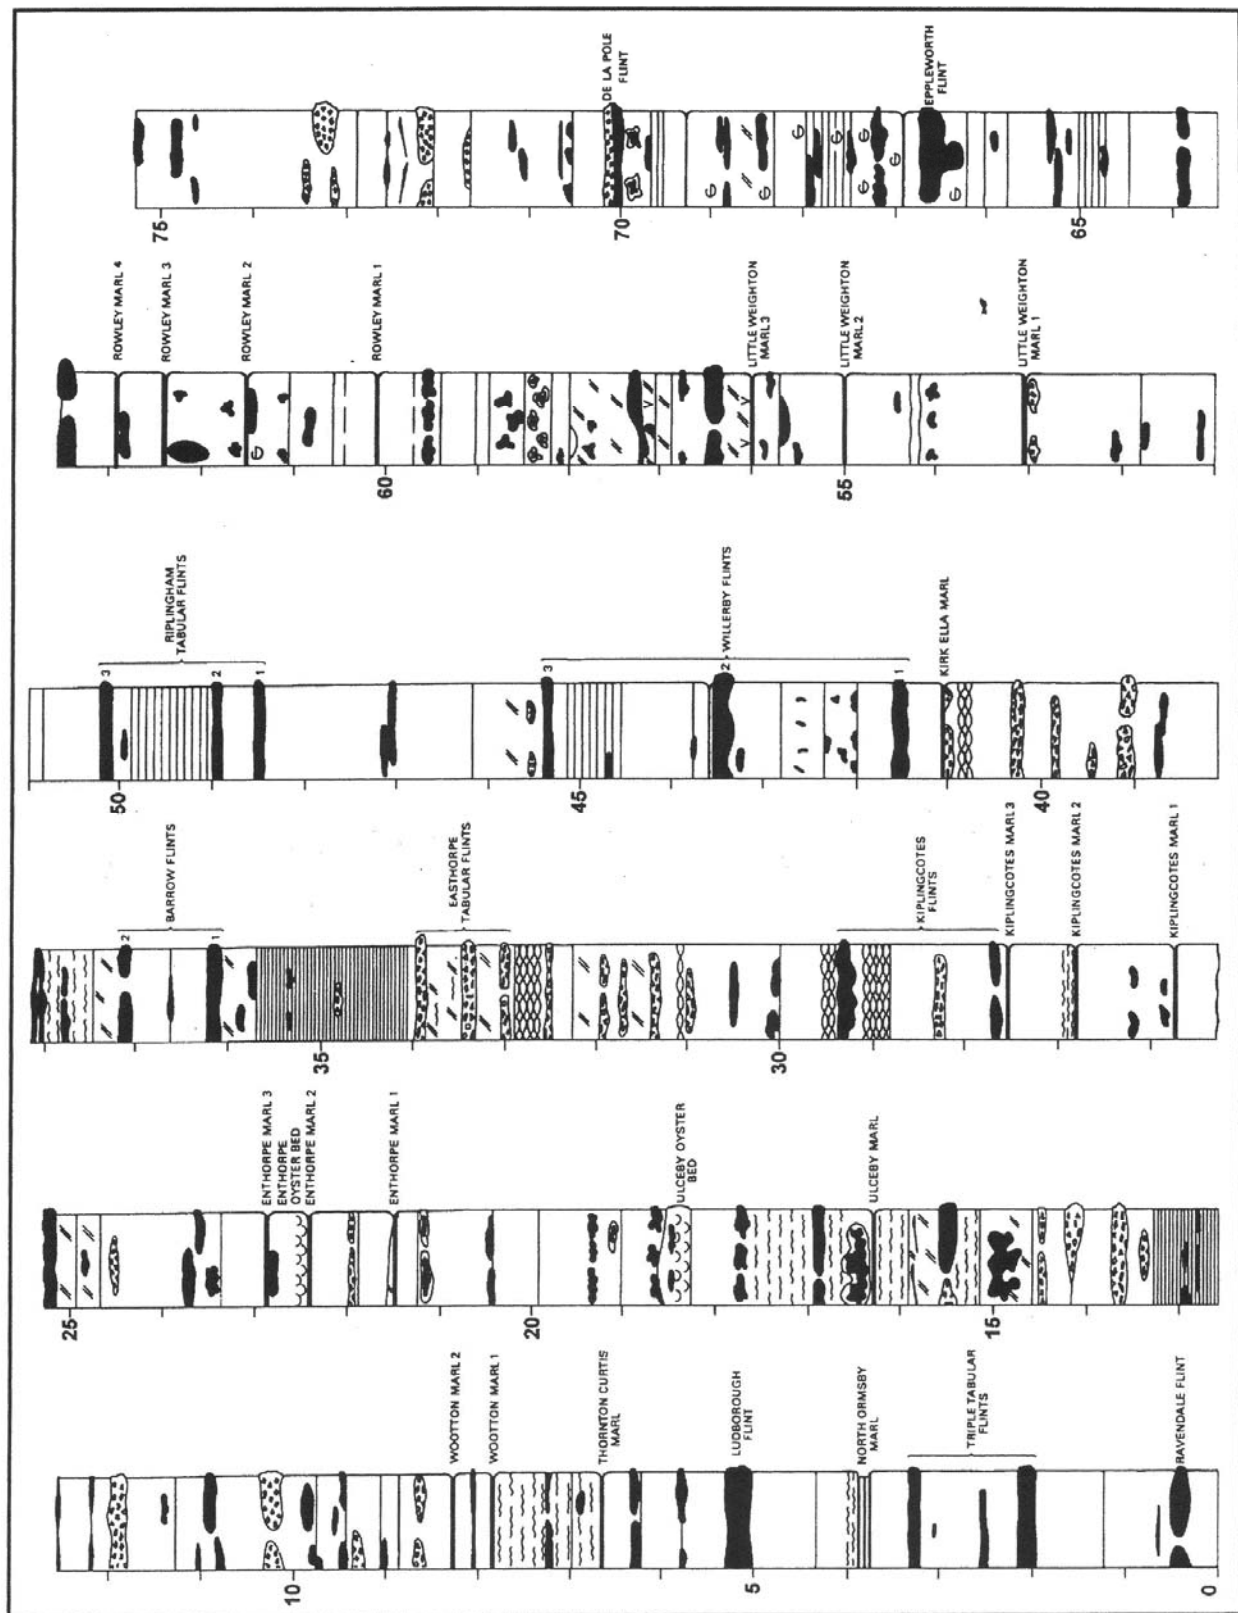 75
70
65
DE LA POLE
FLINT
EPPLEWORTH
FLINT
G
G
G
G
G
G
G
G
ROWLEY MARL 4
ROWLEY MARL 3
ROWLEY MARL 2
ROWLEY MARL 1
LITTLE WEIGHTON
MARL 3
LITTLE WEIGHTON
MARL 2
LITTLE WEIGHTON
MARL 1
G
60
55
RIPLINGHAM
TABULAR FLINTS
3
2
1
WILLERBY FLINTS
3
2
1
KIRK ELLA MARL
50
45
40
BARROW FLINTS
2
1
EASTHORPE
TABULAR FLINTS
KIPLINGCOTES
FLINTS
KIPLINGCOTES MARL 3
KIPLINGCOTES MARL 2
KIPLINGCOTES MARL 1
35
30
ENTHORPE MARL 3
ENTHORPE
OYSTER BED
ENTHORPE MARL 2
ENTHORPE MARL 1
ULCEBY OYSTER
BED
ULCEBY MARL
25
20
15
WOOTTON MARL 2
WOOTTON MARL 1
THORNTON CURTIS
MARL
LUDBOROUGH
FLINT
NORTH ORMSBY
MARL
TRIPLE TABULAR
FLINTS
RAVENDALE FLINT
10
5
0